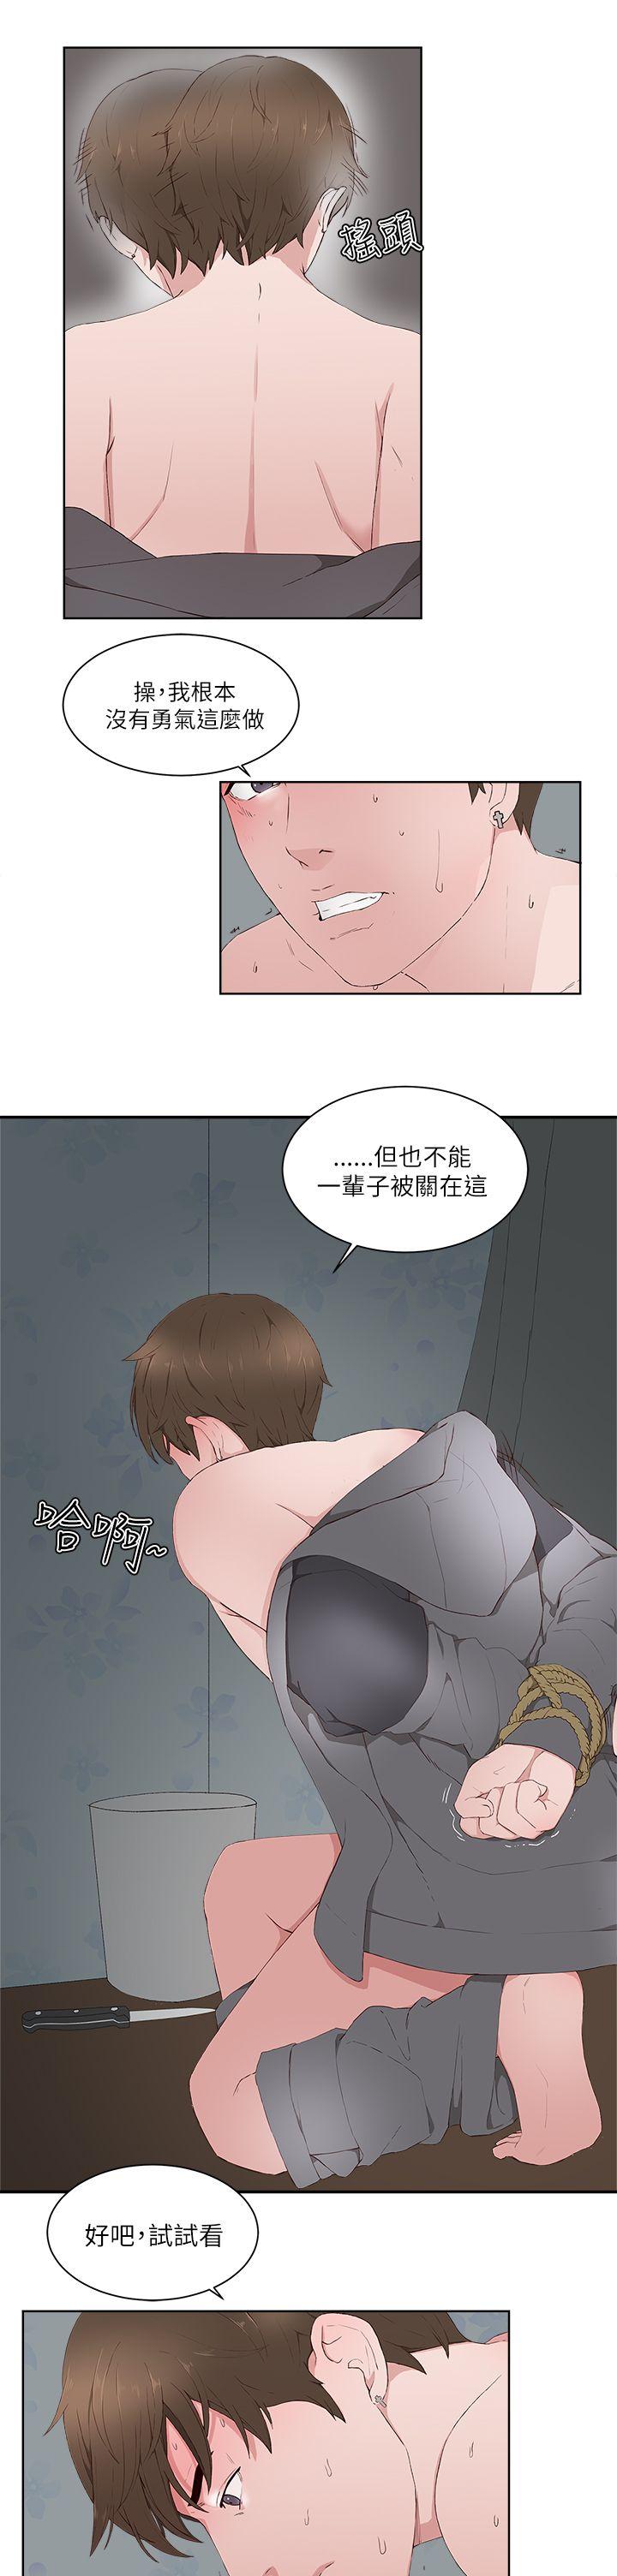 搖頭
操,我根本
沒有勇氣這麼做
......但也不能
一輩子被關在這
哈啊~
好吧,試試看